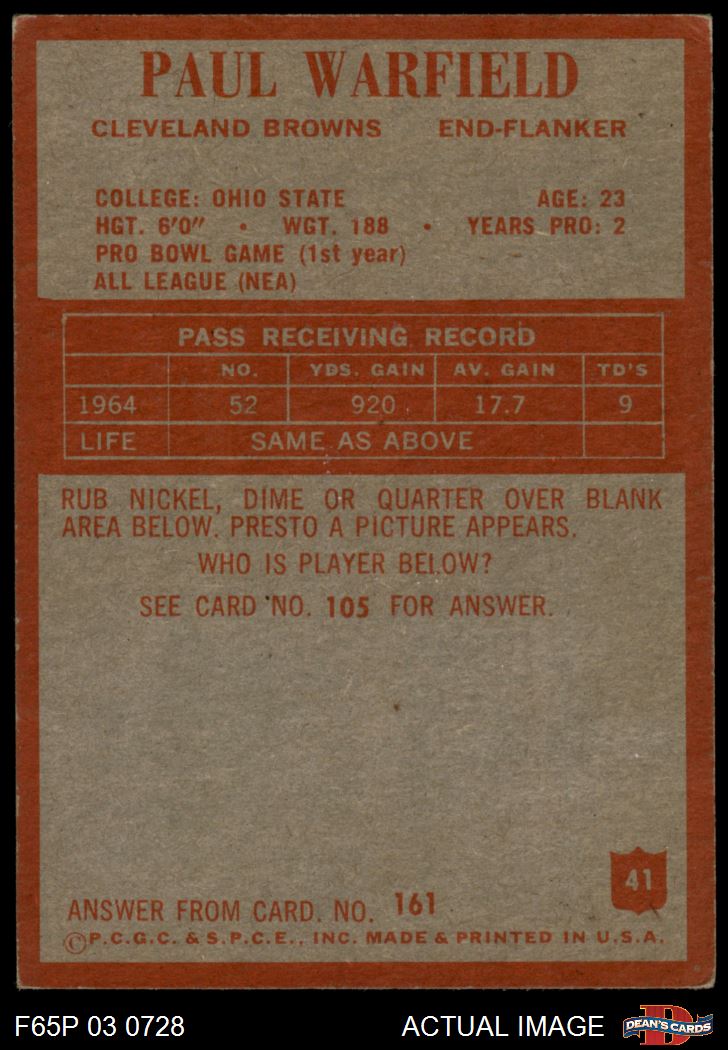 PAUL WARFIELD
CLEVELAND BROWNS END-FLANKER
COLLEGE: OHIO STATE AGE: 23
HGT. 6'0" • WGT. 188 • YEARS PRO: 2
PRO BOWL GAME (1st year)
ALL LEAGUE (NEA)
PASS RECEIVING RECORD
NO. YDS. GAIN AV. GAIN TD'S
1964 52 920 17.7 9
LIFE SAME AS ABOVE
RUB NICKEL, DIME OR QUARTER OVER BLANK
AREA BELOW. PRESTO A PICTURE APPEARS.
WHO IS PLAYER BELOW?
SEE CARD NO. 105 FOR ANSWER.
41
ANSWER FROM CARD. NO. 161
©P.C.G.C. & S.P.C.E., INC. MADE & PRINTED IN U.S.A.
F65P 03 0728 ACTUAL IMAGE
D
DEAN'S CARDS